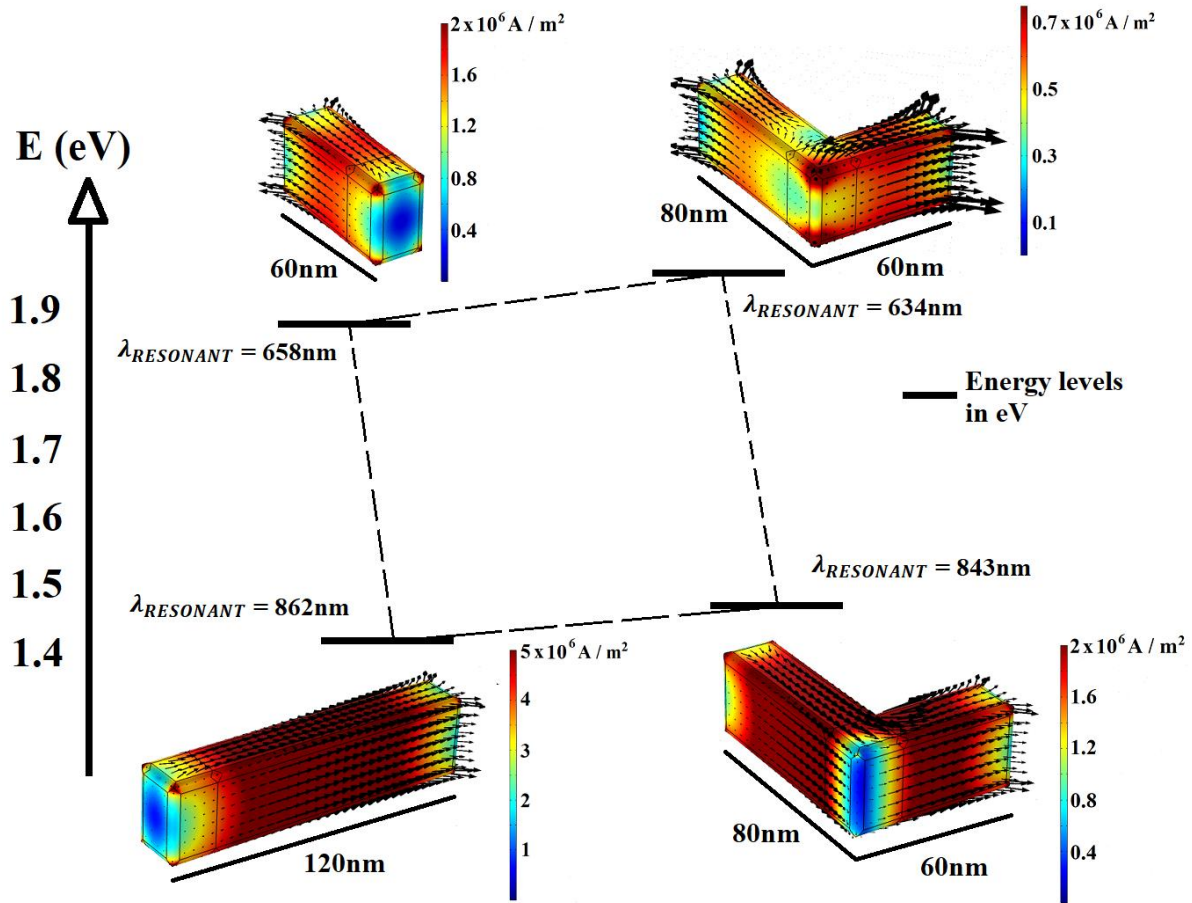 2 x 10⁶ A / m²
1.6
1.2
0.8
0.4
60nm
0.7 x 10⁶ A / m²
0.5
0.3
0.1
80nm
60nm
E (eV)
1.9
1.8
1.7
1.6
1.5
1.4
λRESONANT = 658nm
λRESONANT = 634nm
Energy levels
in eV
λRESONANT = 862nm
λRESONANT = 843nm
5 x 10⁶ A / m²
4
3
2
1
120nm
2 x 10⁶ A / m²
1.6
1.2
0.8
0.4
80nm
60nm